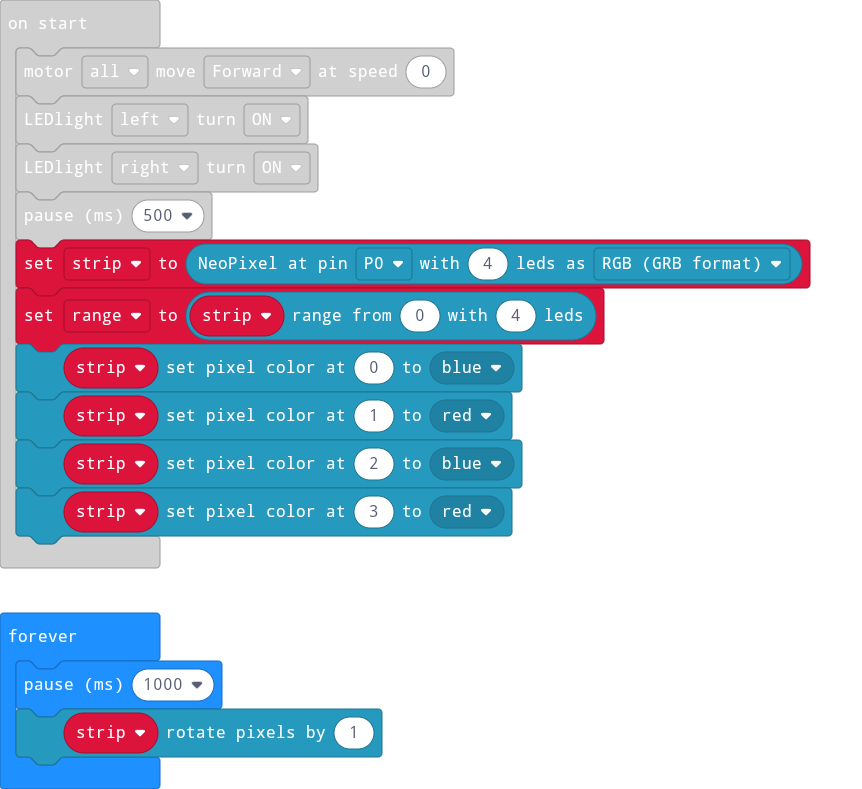 on start
motor all move Forward at speed 0
LEDlight left turn ON
LEDlight right turn ON
pause (ms) 500
set strip to NeoPixel at pin P0 with 4 leds as RGB (GRB format)
set range to strip range from 0 with 4 leds
strip set pixel color at 0 to blue
strip set pixel color at 1 to red
strip set pixel color at 2 to blue
strip set pixel color at 3 to red
forever
pause (ms) 1000
strip rotate pixels by 1